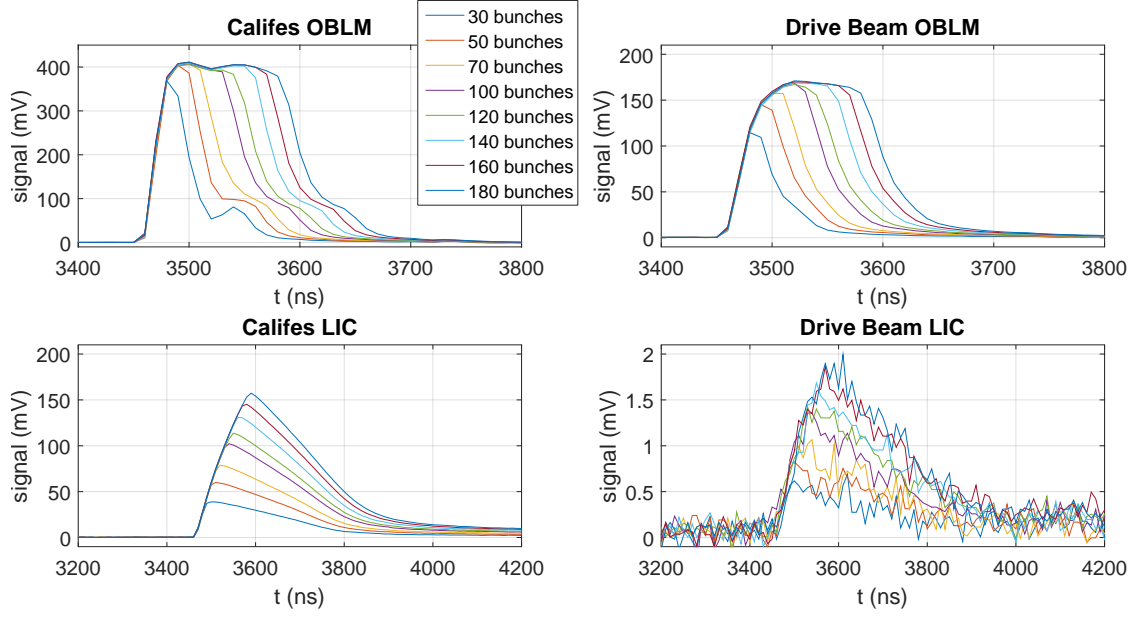 Califes OBLM
signal (mV)
400
300
200
100
0
3400 3500 3600 3700 3800
t (ns)
30 bunches
50 bunches
70 bunches
100 bunches
120 bunches
140 bunches
160 bunches
180 bunches
Drive Beam OBLM
signal (mV)
200
150
100
50
0
3400 3500 3600 3700 3800
t (ns)
Califes LIC
signal (mV)
200
150
100
50
0
3200 3400 3600 3800 4000 4200
t (ns)
Drive Beam LIC
signal (mV)
2
1.5
1
0.5
0
3200 3400 3600 3800 4000 4200
t (ns)